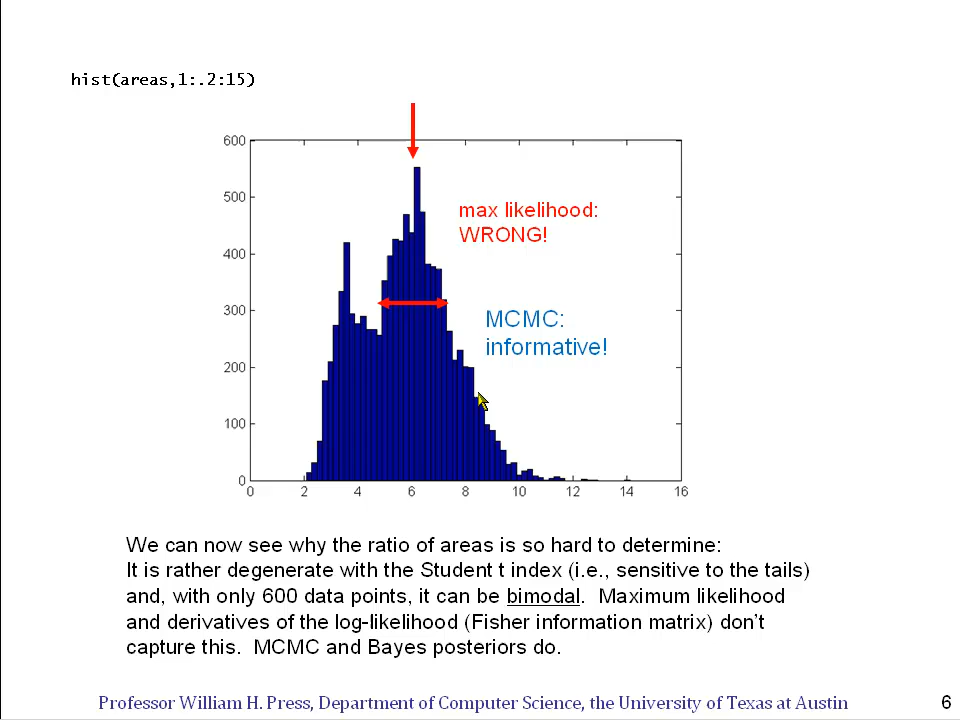 hist(areas,1:.2:15)
600
500
400
300
200
100
0
0 2 4 6 8 10 12 14 16
max likelihood:
WRONG!
MCMC:
informative!
We can now see why the ratio of areas is so hard to determine:
It is rather degenerate with the Student t index (i.e., sensitive to the tails)
and, with only 600 data points, it can be bimodal. Maximum likelihood
and derivatives of the log-likelihood (Fisher information matrix) don't
capture this. MCMC and Bayes posteriors do.
Professor William H. Press, Department of Computer Science, the University of Texas at Austin
6